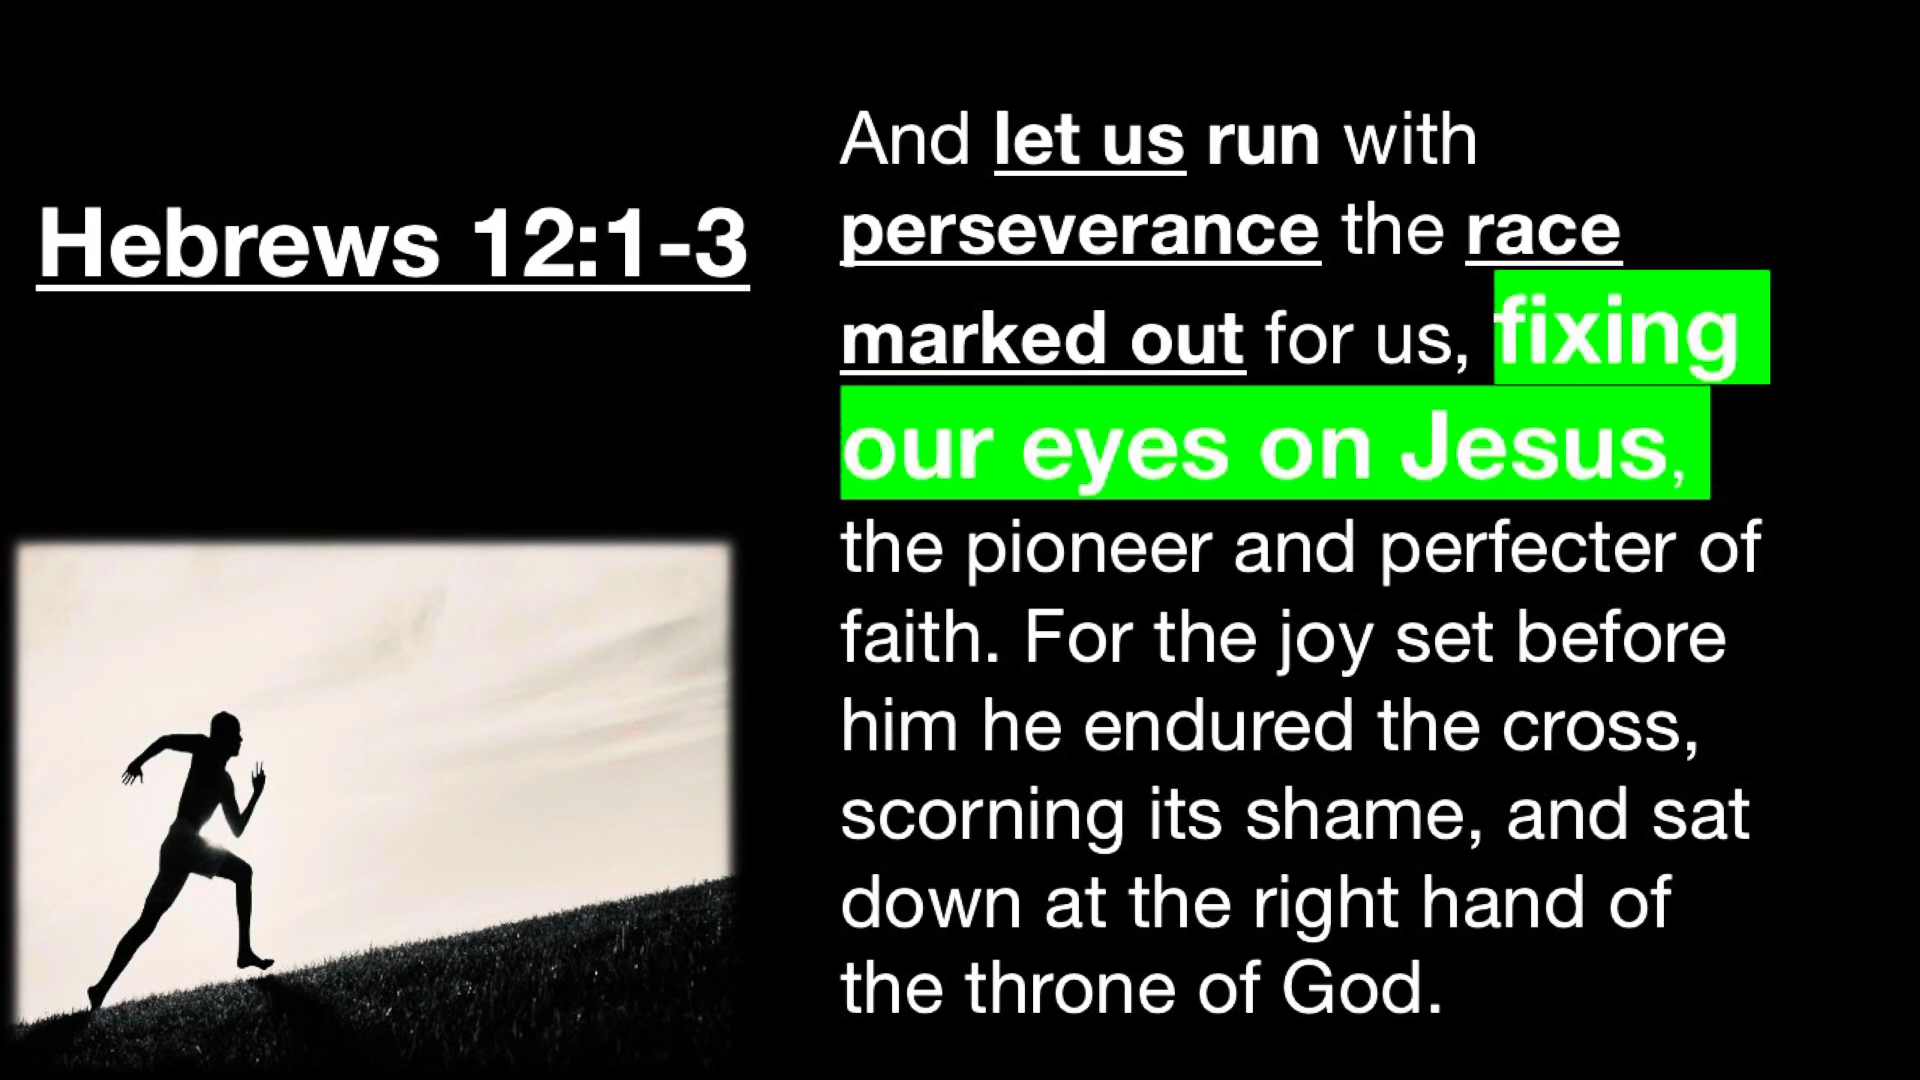 Hebrews 12:1-3
And let us run with
perseverance the race
marked out for us, fixing
our eyes on Jesus,
the pioneer and perfecter of
faith. For the joy set before
him he endured the cross,
scorning its shame, and sat
down at the right hand of
the throne of God.